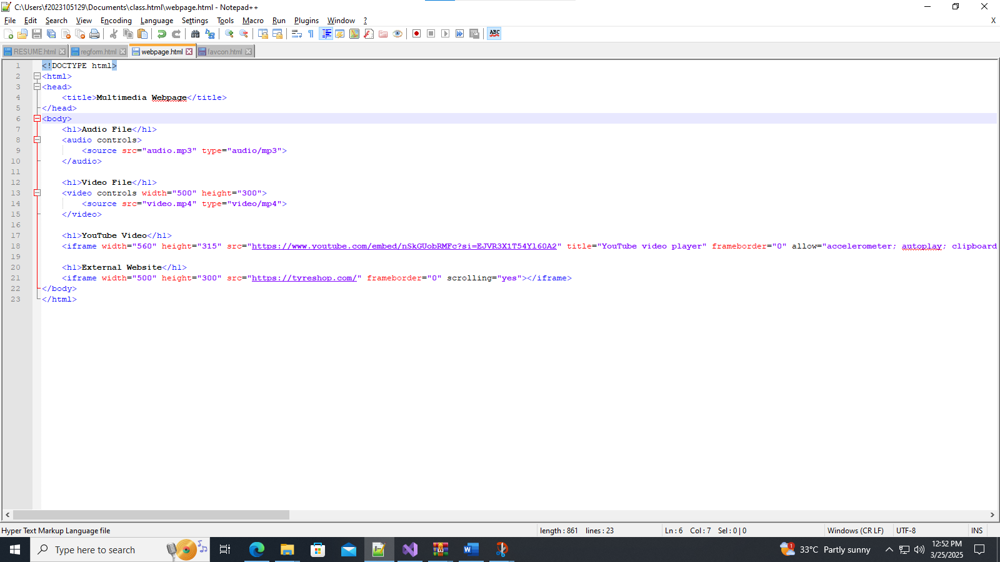 C:\Users\f2023105129\Documents\class.html\webpage.html - Notepad++
File Edit Search View Encoding Language Settings Tools Macro Run Plugins Window ? X
ABC
RESUME.html regform.html webpage.html favcon.html
1 <!DOCTYPE html>
2 <html>
3 <head>
4 <title>Multimedia Webpage</title>
5 </head>
6 <body>
7 <h1>Audio File</h1>
8 <audio controls>
9 <source src="audio.mp3" type="audio/mp3">
10 </audio>
11
12 <h1>Video File</h1>
13 <video controls width="500" height="300">
14 <source src="video.mp4" type="video/mp4">
15 </video>
16
17 <h1>YouTube Video</h1>
18 <iframe width="560" height="315" src="https://www.youtube.com/embed/nSkGUobRMFc?si=EJVR3X1T54Yl60A2" title="YouTube video player" frameborder="0" allow="accelerometer; autoplay; clipboard
19
20 <h1>External Website</h1>
21 <iframe width="500" height="300" src="https://tyreshop.com/" frameborder="0" scrolling="yes"></iframe>
22 </body>
23 </html>
Hyper Text Markup Language file length : 861 lines : 23 Ln : 6 Col : 7 Sel : 0 | 0 Windows (CR LF) UTF-8 INS
Type here to search 1 33°C Partly sunny 12:52 PM
3/25/2025